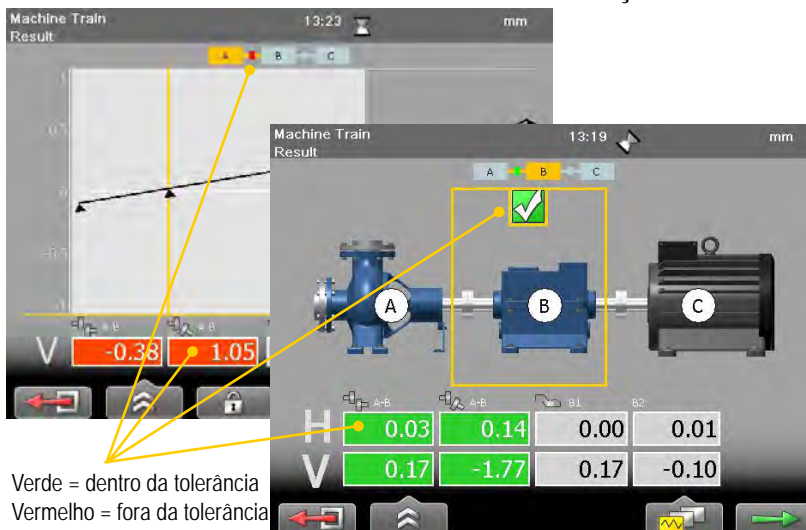 Machine Train
Result
13:23
mm
A B C
1
0.5
0
-0.5
A-B A-B
V -0.38 1.05
Machine Train
Result
13:19
mm
A B C
A B C
A-B A-B B1 B2
H 0.03 0.14 0.00 0.01
V 0.17 -1.77 0.17 -0.10
Verde = dentro da tolerância
Vermelho = fora da tolerância